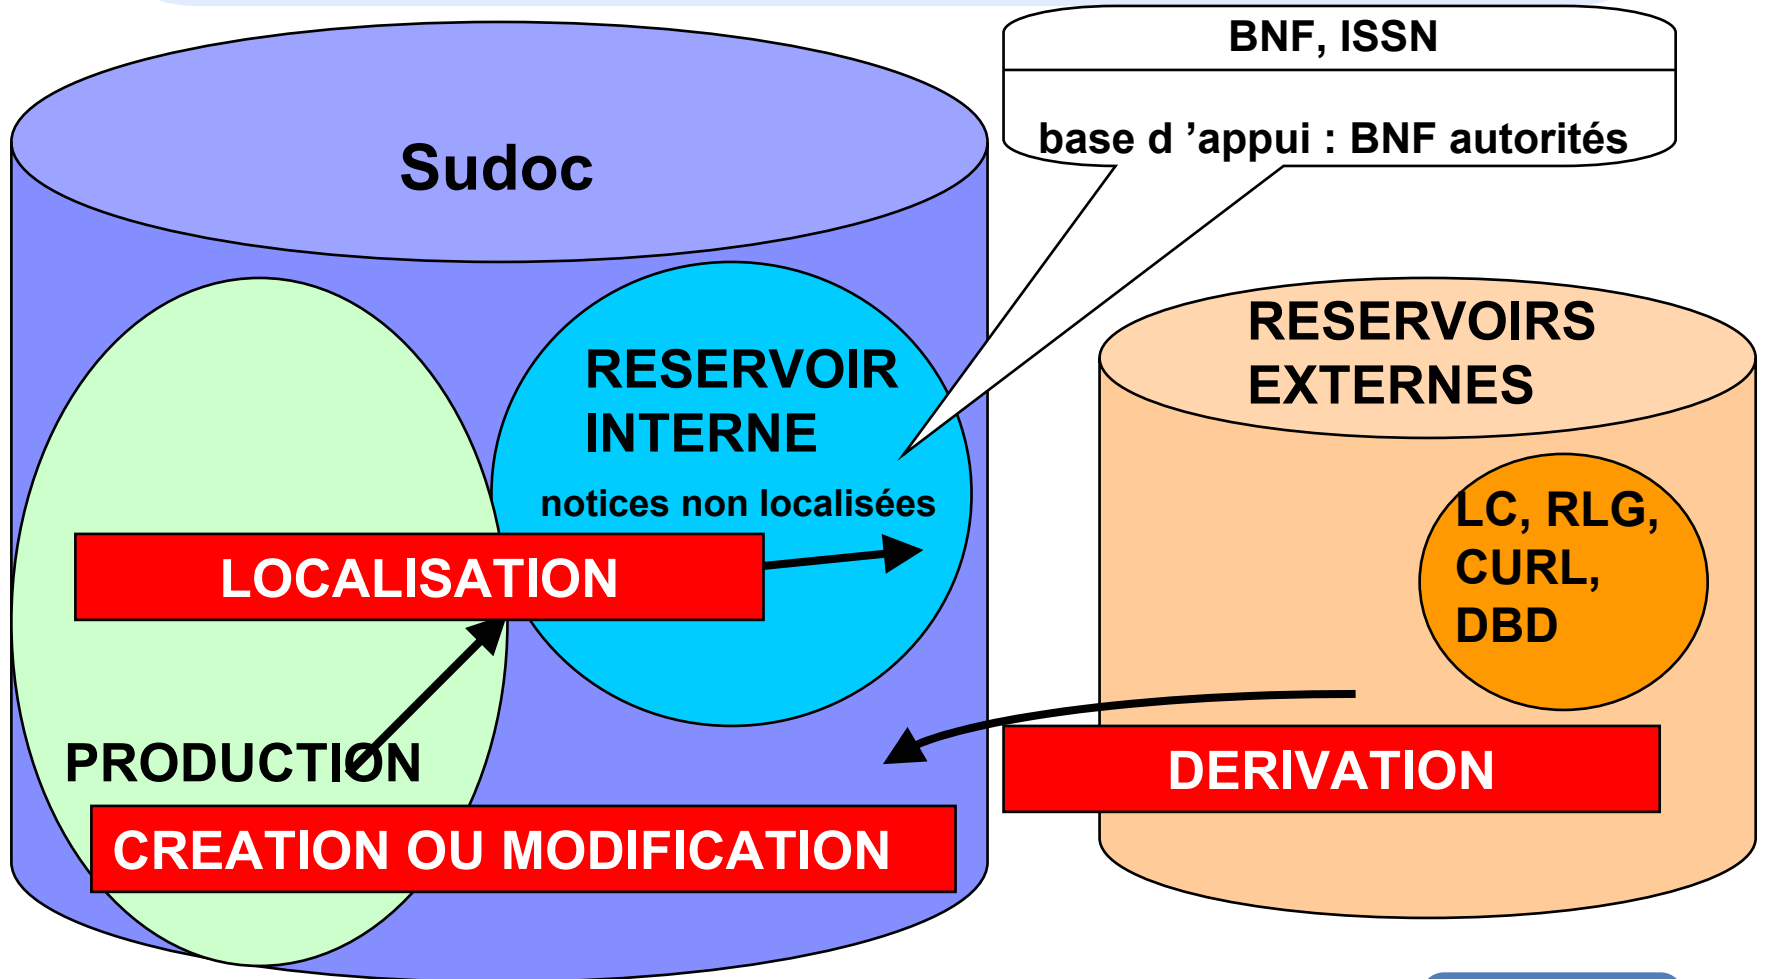 BNF, ISSN
base d ’appui : BNF autorités
Sudoc
RESERVOIR
INTERNE
notices non localisées
RESERVOIRS
EXTERNES
LC, RLG,
CURL,
DBD
LOCALISATION
PRODUCTION
DERIVATION
CREATION OU MODIFICATION